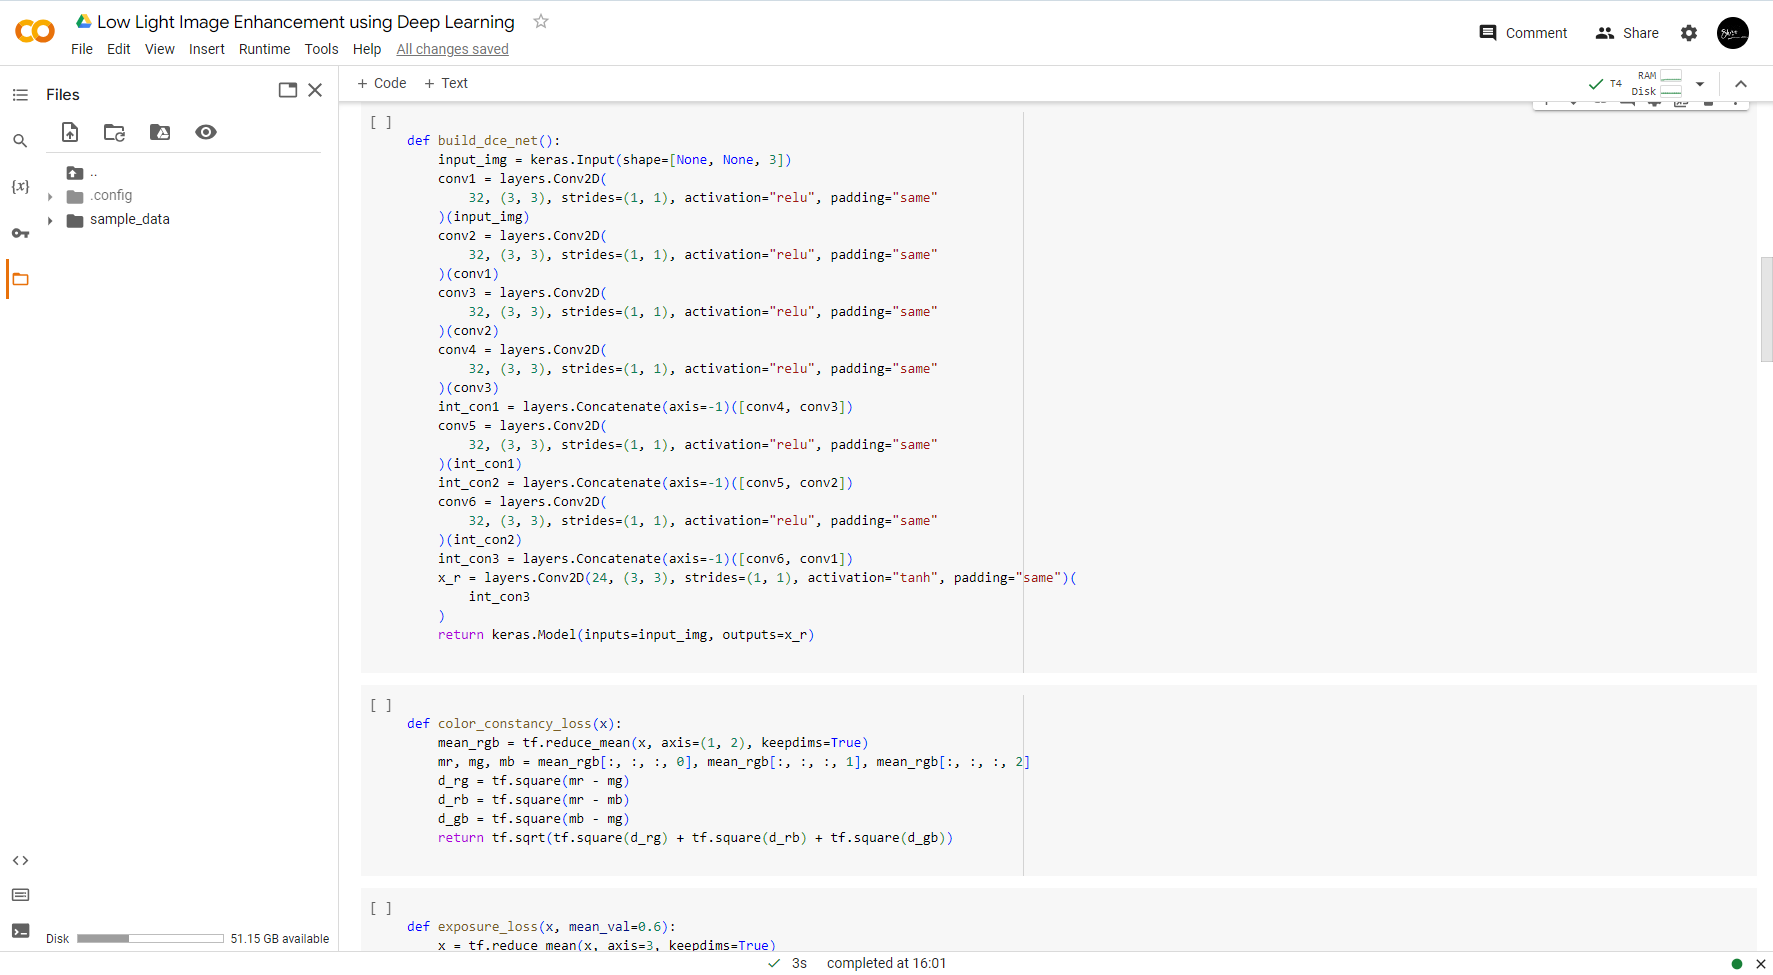 Low Light Image Enhancement using Deep Learning
File Edit View Insert Runtime Tools Help All changes saved
Comment Share
Files
+ Code + Text
T4 RAM Disk
..
.config
sample_data
{x}
[ ]
def build_dce_net():
    input_img = keras.Input(shape=[None, None, 3])
    conv1 = layers.Conv2D(
        32, (3, 3), strides=(1, 1), activation="relu", padding="same"
    )(input_img)
    conv2 = layers.Conv2D(
        32, (3, 3), strides=(1, 1), activation="relu", padding="same"
    )(conv1)
    conv3 = layers.Conv2D(
        32, (3, 3), strides=(1, 1), activation="relu", padding="same"
    )(conv2)
    conv4 = layers.Conv2D(
        32, (3, 3), strides=(1, 1), activation="relu", padding="same"
    )(conv3)
    int_con1 = layers.Concatenate(axis=-1)([conv4, conv3])
    conv5 = layers.Conv2D(
        32, (3, 3), strides=(1, 1), activation="relu", padding="same"
    )(int_con1)
    int_con2 = layers.Concatenate(axis=-1)([conv5, conv2])
    conv6 = layers.Conv2D(
        32, (3, 3), strides=(1, 1), activation="relu", padding="same"
    )(int_con2)
    int_con3 = layers.Concatenate(axis=-1)([conv6, conv1])
    x_r = layers.Conv2D(24, (3, 3), strides=(1, 1), activation="tanh", padding="same")(
        int_con3
    )
    return keras.Model(inputs=input_img, outputs=x_r)
[ ]
def color_constancy_loss(x):
    mean_rgb = tf.reduce_mean(x, axis=(1, 2), keepdims=True)
    mr, mg, mb = mean_rgb[:, :, :, 0], mean_rgb[:, :, :, 1], mean_rgb[:, :, :, 2]
    d_rg = tf.square(mr - mg)
    d_rb = tf.square(mr - mb)
    d_gb = tf.square(mb - mg)
    return tf.sqrt(tf.square(d_rg) + tf.square(d_rb) + tf.square(d_gb))
[ ]
def exposure_loss(x, mean_val=0.6):
    x = tf.reduce_mean(x, axis=3, keepdims=True)
Disk 51.15 GB available
3s completed at 16:01